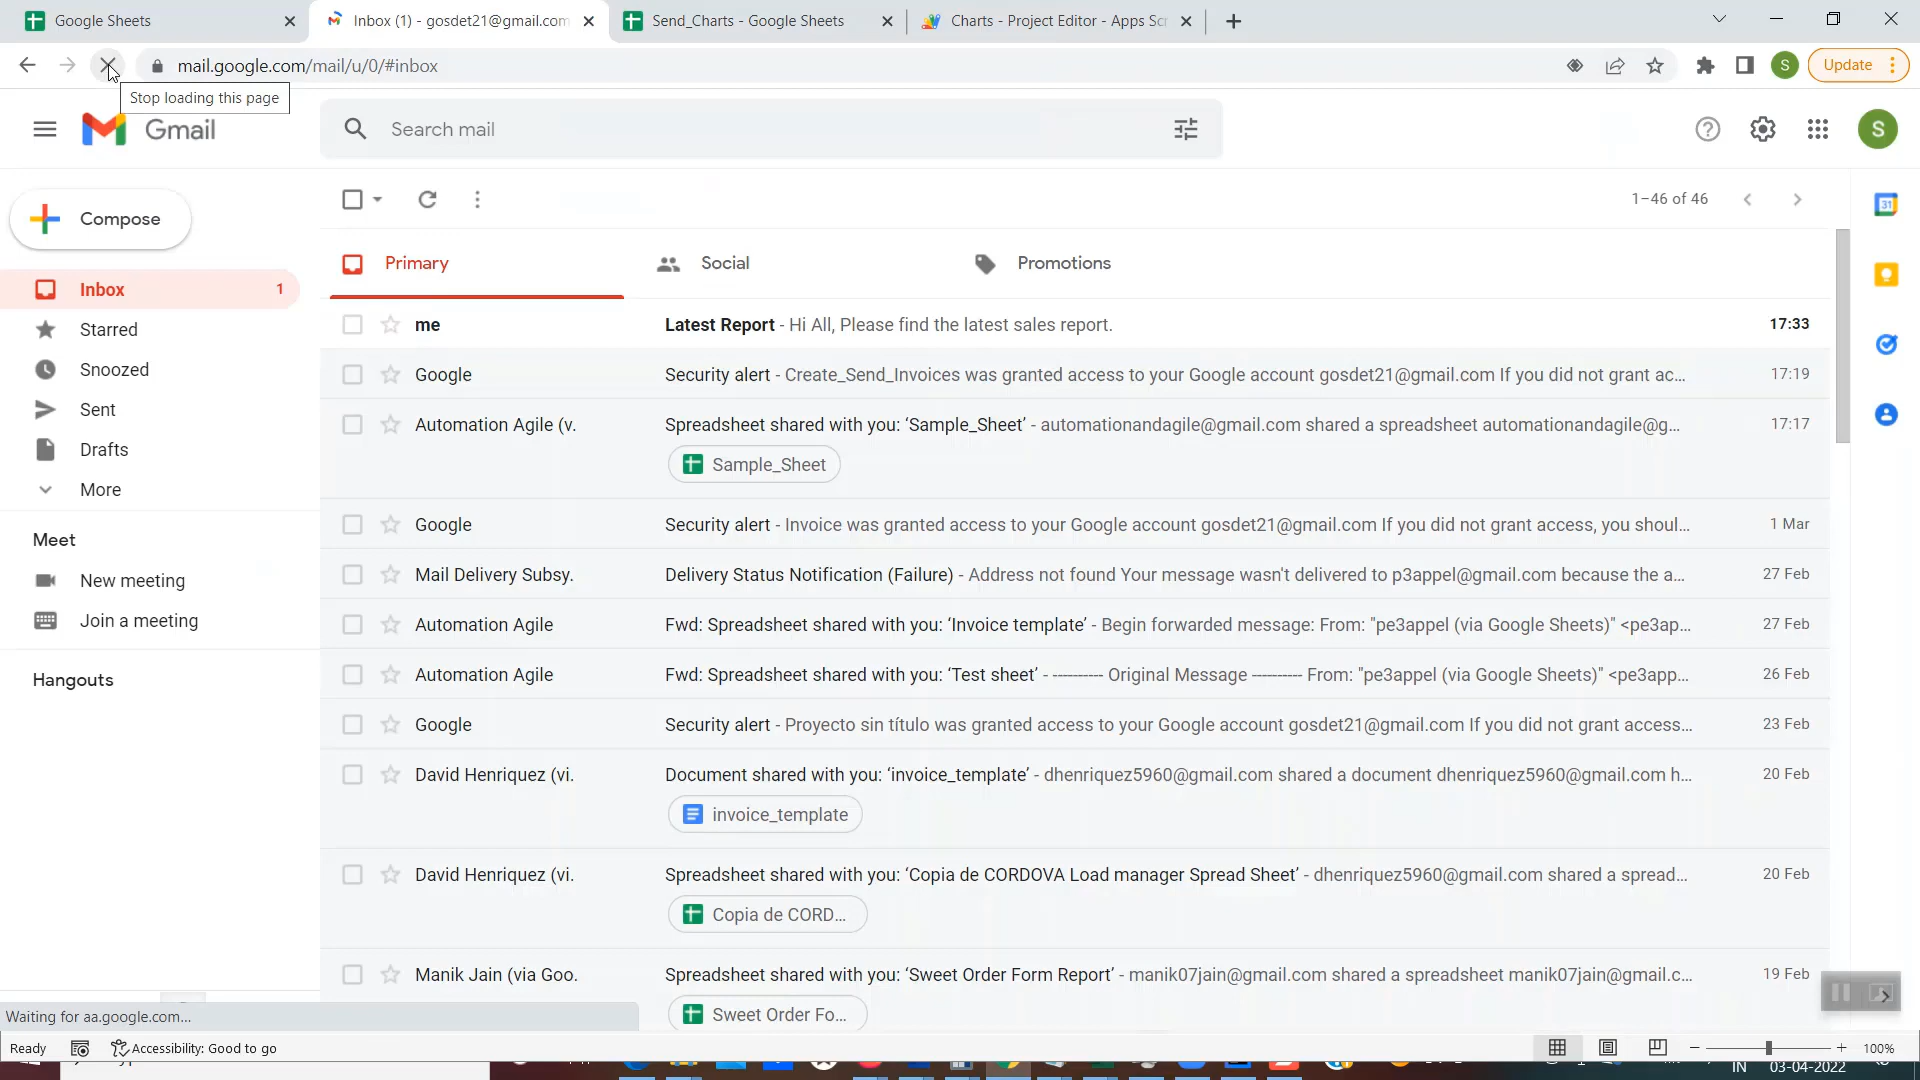 Google Sheets
Inbox (1) - gosdet21@gmail.com
Send_Charts - Google Sheets
Charts - Project Editor - Apps Scr
mail.google.com/mail/u/0/#inbox
S
Update
Stop loading this page
Gmail
Search mail
S
Compose
1–46 of 46
31
Primary
Social
Promotions
Inbox 1
Starred
Snoozed
Sent
Drafts
More
Meet
New meeting
Join a meeting
Hangouts
me Latest Report - Hi All, Please find the latest sales report. 17:33
Google Security alert - Create_Send_Invoices was granted access to your Google account gosdet21@gmail.com If you did not grant ac... 17:19
Automation Agile (v. Spreadsheet shared with you: ‘Sample_Sheet’ - automationandagile@gmail.com shared a spreadsheet automationandagile@g... 17:17
Sample_Sheet
Google Security alert - Invoice was granted access to your Google account gosdet21@gmail.com If you did not grant access, you shoul... 1 Mar
Mail Delivery Subsy. Delivery Status Notification (Failure) - Address not found Your message wasn't delivered to p3appel@gmail.com because the a... 27 Feb
Automation Agile Fwd: Spreadsheet shared with you: ‘Invoice template’ - Begin forwarded message: From: "pe3appel (via Google Sheets)" <pe3ap... 27 Feb
Automation Agile Fwd: Spreadsheet shared with you: ‘Test sheet’ - ---------- Original Message ---------- From: "pe3appel (via Google Sheets)" <pe3app... 26 Feb
Google Security alert - Proyecto sin título was granted access to your Google account gosdet21@gmail.com If you did not grant access... 23 Feb
David Henriquez (vi. Document shared with you: ‘invoice_template’ - dhenriquez5960@gmail.com shared a document dhenriquez5960@gmail.com h... 20 Feb
invoice_template
David Henriquez (vi. Spreadsheet shared with you: ‘Copia de CORDOVA Load manager Spread Sheet’ - dhenriquez5960@gmail.com shared a spread... 20 Feb
Copia de CORD...
Manik Jain (via Goo. Spreadsheet shared with you: ‘Sweet Order Form Report’ - manik07jain@gmail.com shared a spreadsheet manik07jain@gmail.c... 19 Feb
Sweet Order Fo...
Waiting for aa.google.com...
Ready
Accessibility: Good to go
100%
IN
03-04-2022